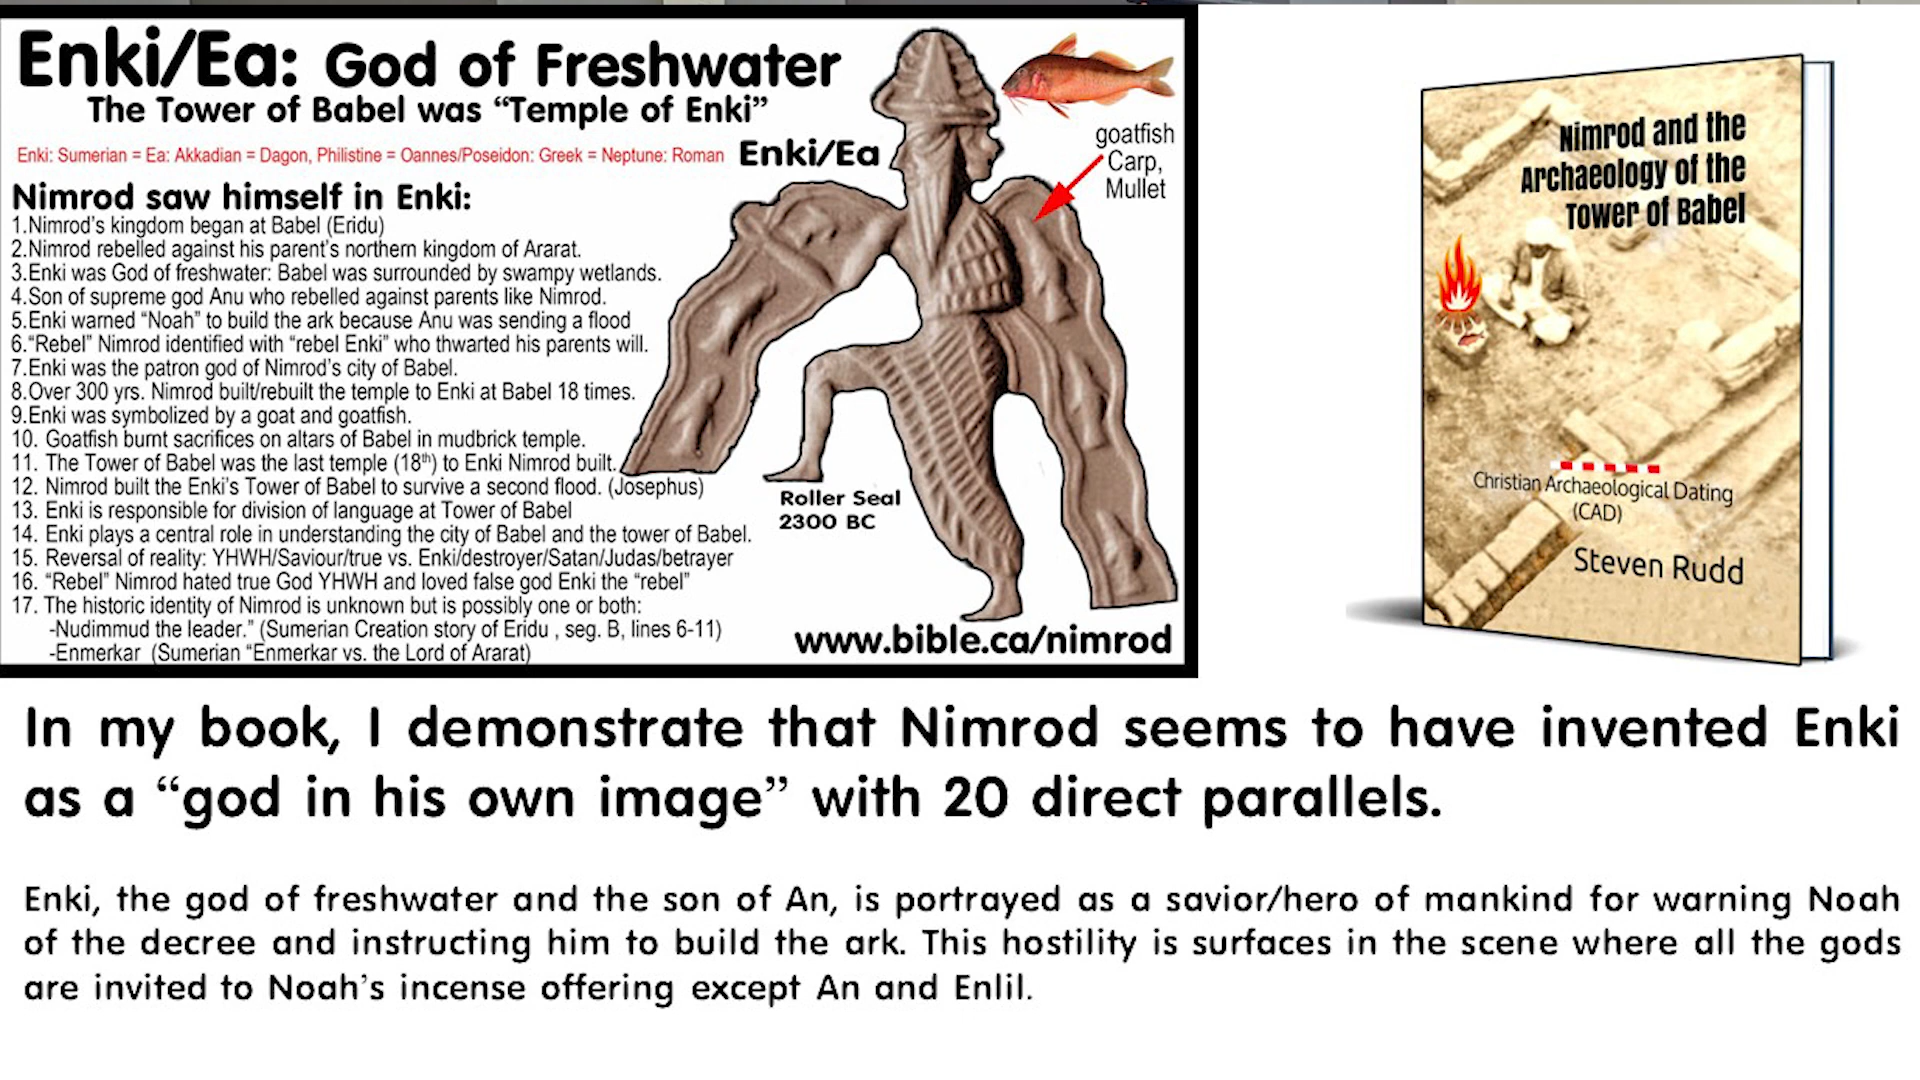 Enki/Ea: God of Freshwater
The Tower of Babel was “Temple of Enki”
Enki: Sumerian = Ea: Akkadian = Dagon, Philistine = Oannes/Poseidon: Greek = Neptune: Roman
Enki/Ea
goatfish
Carp,
Mullet
Nimrod saw himself in Enki:
1.Nimrod’s kingdom began at Babel (Eridu)
2.Nimrod rebelled against his parent’s northern kingdom of Ararat.
3.Enki was God of freshwater: Babel was surrounded by swampy wetlands.
4.Son of supreme god Anu who rebelled against parents like Nimrod.
5.Enki warned “Noah” to build the ark because Anu was sending a flood
6.“Rebel” Nimrod identified with “rebel Enki” who thwarted his parents will.
7.Enki was the patron god of Nimrod’s city of Babel.
8.Over 300 yrs. Nimrod built/rebuilt the temple to Enki at Babel 18 times.
9.Enki was symbolized by a goat and goatfish.
10. Goatfish burnt sacrifices on altars of Babel in mudbrick temple.
11. The Tower of Babel was the last temple (18th) to Enki Nimrod built.
12. Nimrod built the Enki’s Tower of Babel to survive a second flood. (Josephus)
13. Enki is responsible for division of language at Tower of Babel
14. Enki plays a central role in understanding the city of Babel and the tower of Babel.
15. Reversal of reality: YHWH/Saviour/true vs. Enki/destroyer/Satan/Judas/betrayer
16. “Rebel” Nimrod hated true God YHWH and loved false god Enki the “rebel”
17. The historic identity of Nimrod is unknown but is possibly one or both:
-Nudimmud the leader.” (Sumerian Creation story of Eridu , seg. B, lines 6-11)
-Enmerkar (Sumerian “Enmerkar vs. the Lord of Ararat)
Roller Seal
2300 BC
www.bible.ca/nimrod
Nimrod and the
Archaeology of the
Tower of Babel
Christian Archaeological Dating
(CAD)
Steven Rudd
In my book, I demonstrate that Nimrod seems to have invented Enki
as a “god in his own image” with 20 direct parallels.
Enki, the god of freshwater and the son of An, is portrayed as a savior/hero of mankind for warning Noah
of the decree and instructing him to build the ark. This hostility is surfaces in the scene where all the gods
are invited to Noah’s incense offering except An and Enlil.